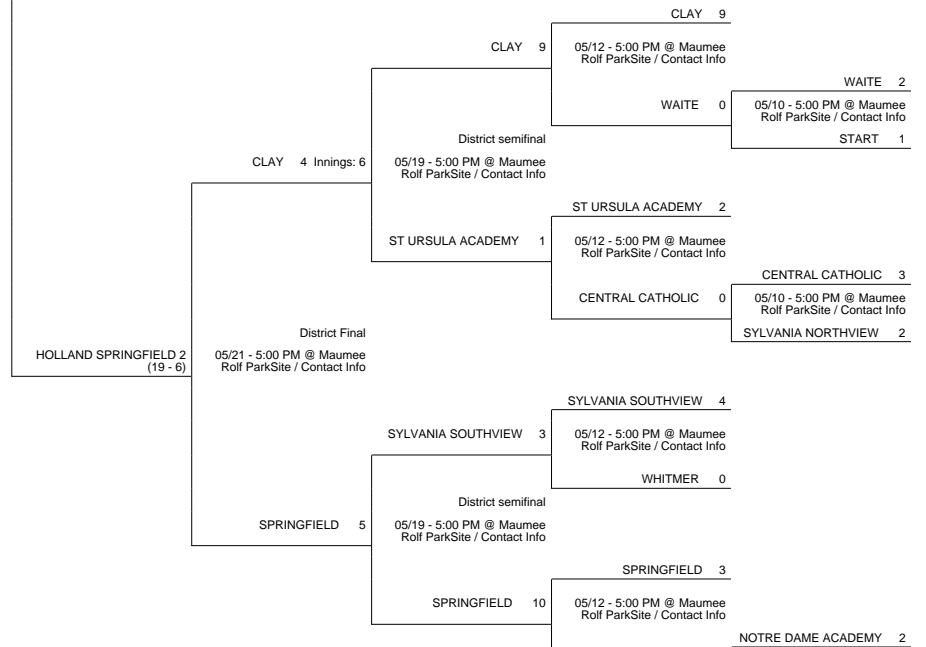 CLAY 9
CLAY 9
05/12 - 5:00 PM @ Maumee
Rolf ParkSite / Contact Info
WAITE 2
WAITE 0
05/10 - 5:00 PM @ Maumee
Rolf ParkSite / Contact Info
START 1
District semifinal
CLAY 4 Innings: 6
05/19 - 5:00 PM @ Maumee
Rolf ParkSite / Contact Info
ST URSULA ACADEMY 2
ST URSULA ACADEMY 1
05/12 - 5:00 PM @ Maumee
Rolf ParkSite / Contact Info
CENTRAL CATHOLIC 3
CENTRAL CATHOLIC 0
05/10 - 5:00 PM @ Maumee
Rolf ParkSite / Contact Info
SYLVANIA NORTHVIEW 2
District Final
HOLLAND SPRINGFIELD 2
(19 - 6)
05/21 - 5:00 PM @ Maumee
Rolf ParkSite / Contact Info
SYLVANIA SOUTHVIEW 4
SYLVANIA SOUTHVIEW 3
05/12 - 5:00 PM @ Maumee
Rolf ParkSite / Contact Info
WHITMER 0
District semifinal
SPRINGFIELD 5
05/19 - 5:00 PM @ Maumee
Rolf ParkSite / Contact Info
SPRINGFIELD 3
SPRINGFIELD 10
05/12 - 5:00 PM @ Maumee
Rolf ParkSite / Contact Info
NOTRE DAME ACADEMY 2